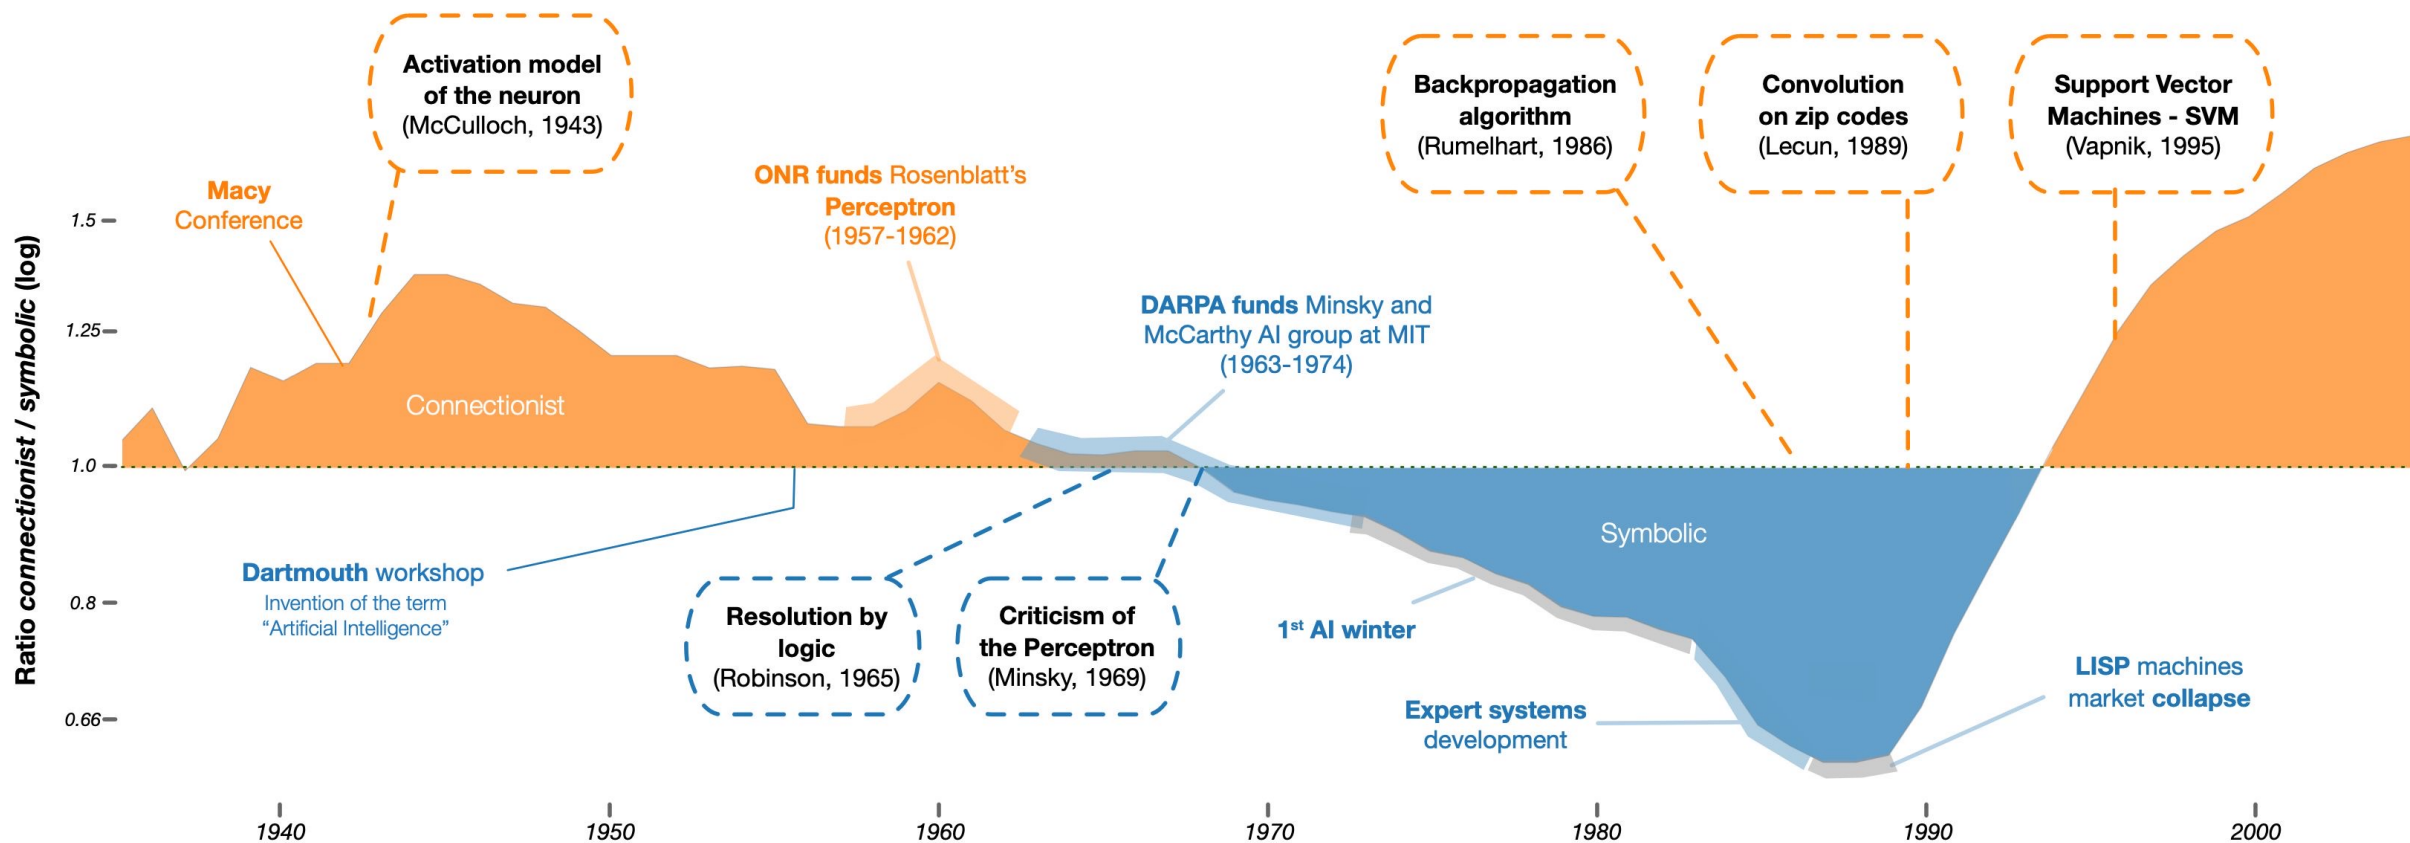 Activation model
of the neuron
(McCulloch, 1943)
Backpropagation
algorithm
(Rumelhart, 1986)
Convolution
on zip codes
(Lecun, 1989)
Support Vector
Machines - SVM
(Vapnik, 1995)
Macy
Conference
ONR funds Rosenblatt's
Perceptron
(1957-1962)
DARPA funds Minsky and
McCarthy AI group at MIT
(1963-1974)
Ratio connectionist / symbolic (log)
1.5
1.25
1.0
0.8
0.66
Connectionist
Symbolic
Dartmouth workshop
Invention of the term
“Artificial Intelligence”
Resolution by
logic
(Robinson, 1965)
Criticism of
the Perceptron
(Minsky, 1969)
1st AI winter
Expert systems
development
LISP machines
market collapse
1940
1950
1960
1970
1980
1990
2000